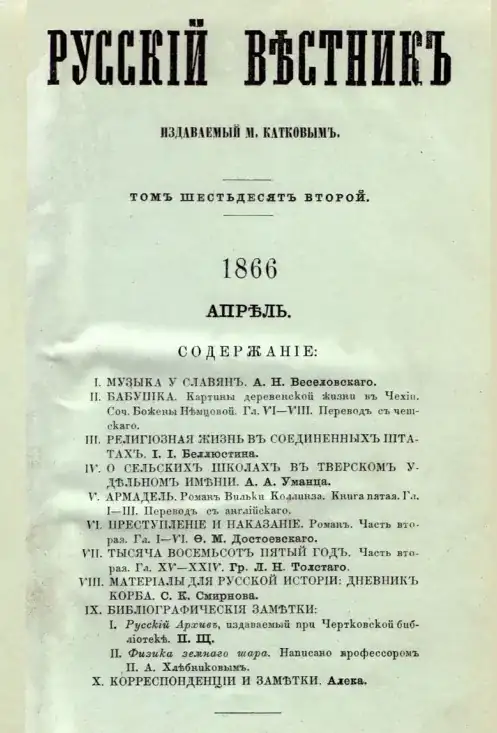 РУССКІЙ ВѢСТНИКЪ
ИЗДАВАЕМЫЙ М. КАТКОВЫМЪ.
ТОМЪ ШЕСТЬДЕСЯТЪ ВТОРОЙ.
1866
АПРѢЛЬ.
СОДЕРЖАНІЕ:
I. МУЗЫКА У СЛАВЯНЪ. А. Н. Веселовскаго.
II. БАБУШКА. Картины деревенской жизни въ Чехіи.
Соч. Божены Нѣмцовой. Гл. VI—VIII. Переводъ съ чеш-
скаго.
III. РЕЛИГІОЗНАЯ ЖИЗНЬ ВЪ СОЕДИНЕННЫХЪ ШТА-
ТАХЪ. І. І. Беллюстина.
IV. О СЕЛЬСКИХЪ ШКОЛАХЪ ВЪ ТВЕРСКОМЪ У-
ДѢЛЬНОМЪ ИМѢНІИ. А. А. Уманца.
V. АРМАДЕЛЬ. Романъ Вильки Коллинза. Книга пятая. Гл.
I—III. Переводъ съ англійскаго.
VI. ПРЕСТУПЛЕНІЕ И НАКАЗАНІЕ. Романъ. Часть вто-
рая. Гл. I—VI. Ѳ. М. Достоевскаго.
VII. ТЫСЯЧА ВОСЕМЬСОТЪ ПЯТЫЙ ГОДЪ. Часть вто-
рая. Гл. XV—XXIV. Гр. Л. Н. Толстаго.
VIII. МАТЕРІАЛЫ ДЛЯ РУССКОЙ ИСТОРІИ: ДНЕВНИКЪ
КОРБА. С. К. Смирнова.
IX. БИБЛІОГРАФИЧЕСКІЯ ЗАМѢТКИ:
I. Русскій Архивъ, издаваемый при Чертковской биб-
ліотекѣ. П. Щ.
II. Физика земнаго шара. Написано профессоромъ
П. А. Хлѣбниковымъ.
X. КОРРЕСПОНДЕНЦІИ И ЗАМѢТКИ. Алека.